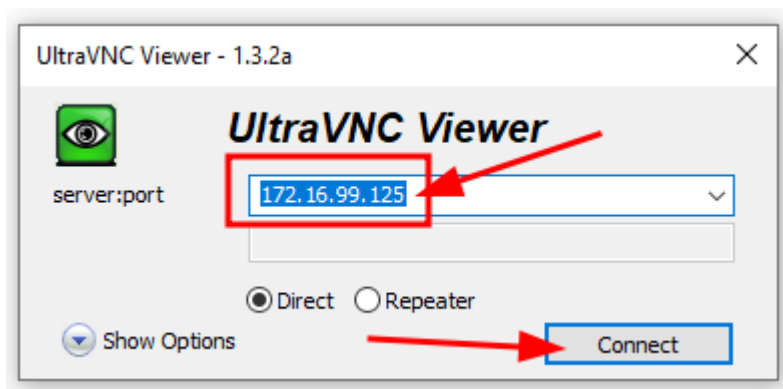 UltraVNC Viewer - 1.3.2a
UltraVNC Viewer
server:port 172.16.99.125
Direct Repeater
Show Options Connect